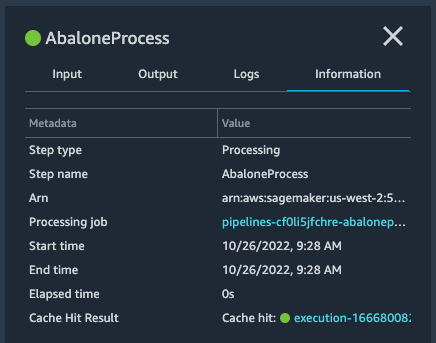 AbaloneProcess
Input Output Logs Information
Metadata Value
Step type Processing
Step name AbaloneProcess
Arn arn:aws:sagemaker:us-west-2:5...
Processing job pipelines-cf0li5jfchre-abalonep...
Start time 10/26/2022, 9:28 AM
End time 10/26/2022, 9:28 AM
Elapsed time 0s
Cache Hit Result Cache hit: execution-166680082